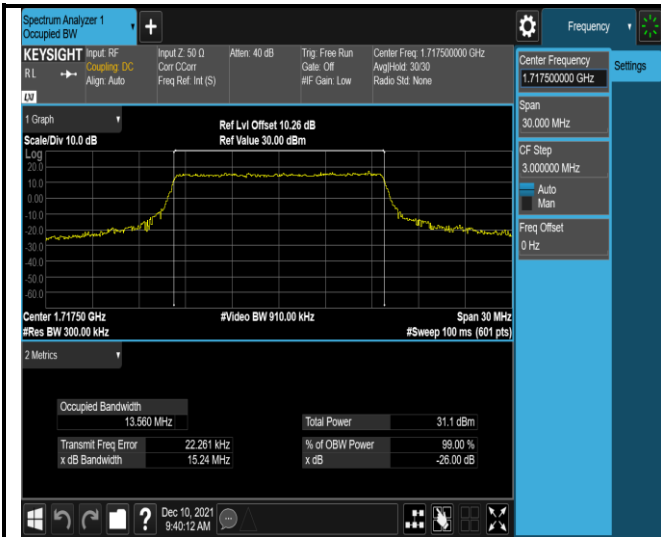 Spectrum Analyzer 1
Occupied BW
+
Frequency
KEYSIGHT
R L
LXI
Input: RF
Coupling: DC
Align: Auto
Input Z: 50 Ω
Corr CCorr
Freq Ref: Int (S)
Atten: 40 dB
Trig: Free Run
Gate: Off
#IF Gain: Low
Center Freq: 1.717500000 GHz
Avg|Hold: 30/30
Radio Std: None
Center Frequency
1.717500000 GHz
Settings
Span
30.000 MHz
CF Step
3.000000 MHz
Auto
Man
Freq Offset
0 Hz
1 Graph
Scale/Div 10.0 dB
Ref Lvl Offset 10.26 dB
Ref Value 30.00 dBm
Log
20.0
10.0
0.00
-10.0
-20.0
-30.0
-40.0
-50.0
-60.0
Center 1.71750 GHz
#Video BW 910.00 kHz
Span 30 MHz
#Res BW 300.00 kHz
#Sweep 100 ms (601 pts)
2 Metrics
Occupied Bandwidth
13.560 MHz
Total Power 31.1 dBm
Transmit Freq Error 22.261 kHz
% of OBW Power 99.00 %
x dB Bandwidth 15.24 MHz
x dB -26.00 dB
?
Dec 10, 2021
9:40:12 AM